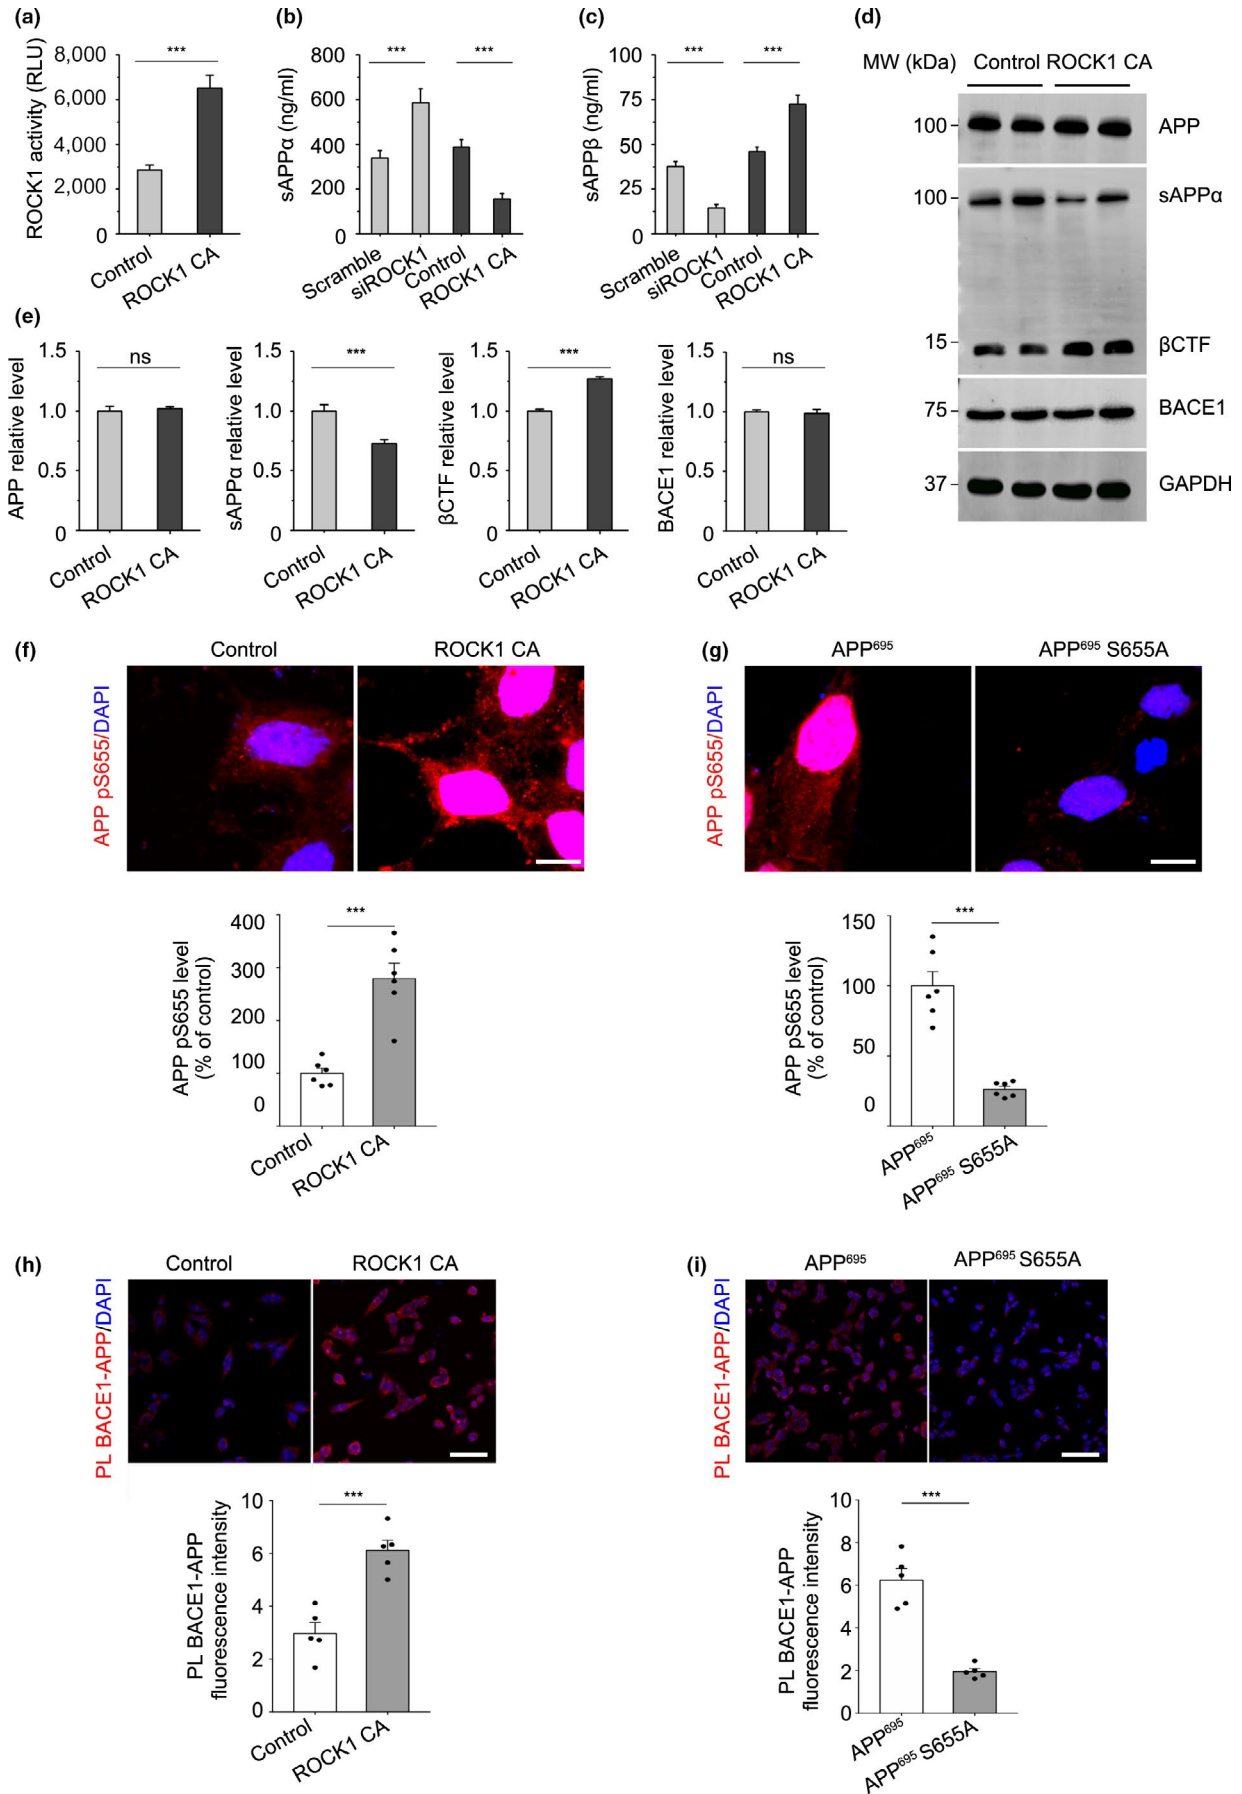 (a)
ROCK1 activity (RLU)
8,000
6,000
4,000
2,000
0
***
Control
ROCK1 CA
(b)
sAPPα (ng/ml)
800
600
400
200
0
***
***
Scramble
siROCK1
Control
ROCK1 CA
(c)
sAPPβ (ng/ml)
100
75
50
25
0
***
***
Scramble
siROCK1
Control
ROCK1 CA
(d)
MW (kDa) Control ROCK1 CA
100 APP
100 sAPPα
15 βCTF
75 BACE1
37 GAPDH
(e)
APP relative level
1.5
1.0
0.5
0
ns
Control
ROCK1 CA
sAPPα relative level
1.5
1.0
0.5
0
***
Control
ROCK1 CA
βCTF relative level
1.5
1.0
0.5
0
***
Control
ROCK1 CA
BACE1 relative level
1.5
1.0
0.5
0
ns
Control
ROCK1 CA
(f)
Control ROCK1 CA
APP pS655/DAPI
APP pS655 level
(% of control)
400
300
200
100
0
***
Control
ROCK1 CA
(g)
APP⁶⁹⁵ APP⁶⁹⁵ S655A
APP pS655/DAPI
APP pS655 level
(% of control)
150
100
50
0
***
APP⁶⁹⁵
APP⁶⁹⁵ S655A
(h)
Control ROCK1 CA
PL BACE1-APP/DAPI
PL BACE1-APP
fluorescence intensity
10
6
4
2
0
***
Control
ROCK1 CA
(i)
APP⁶⁹⁵ APP⁶⁹⁵ S655A
PL BACE1-APP/DAPI
PL BACE1-APP
fluorescence intensity
10
8
6
4
2
0
***
APP⁶⁹⁵
APP⁶⁹⁵ S655A